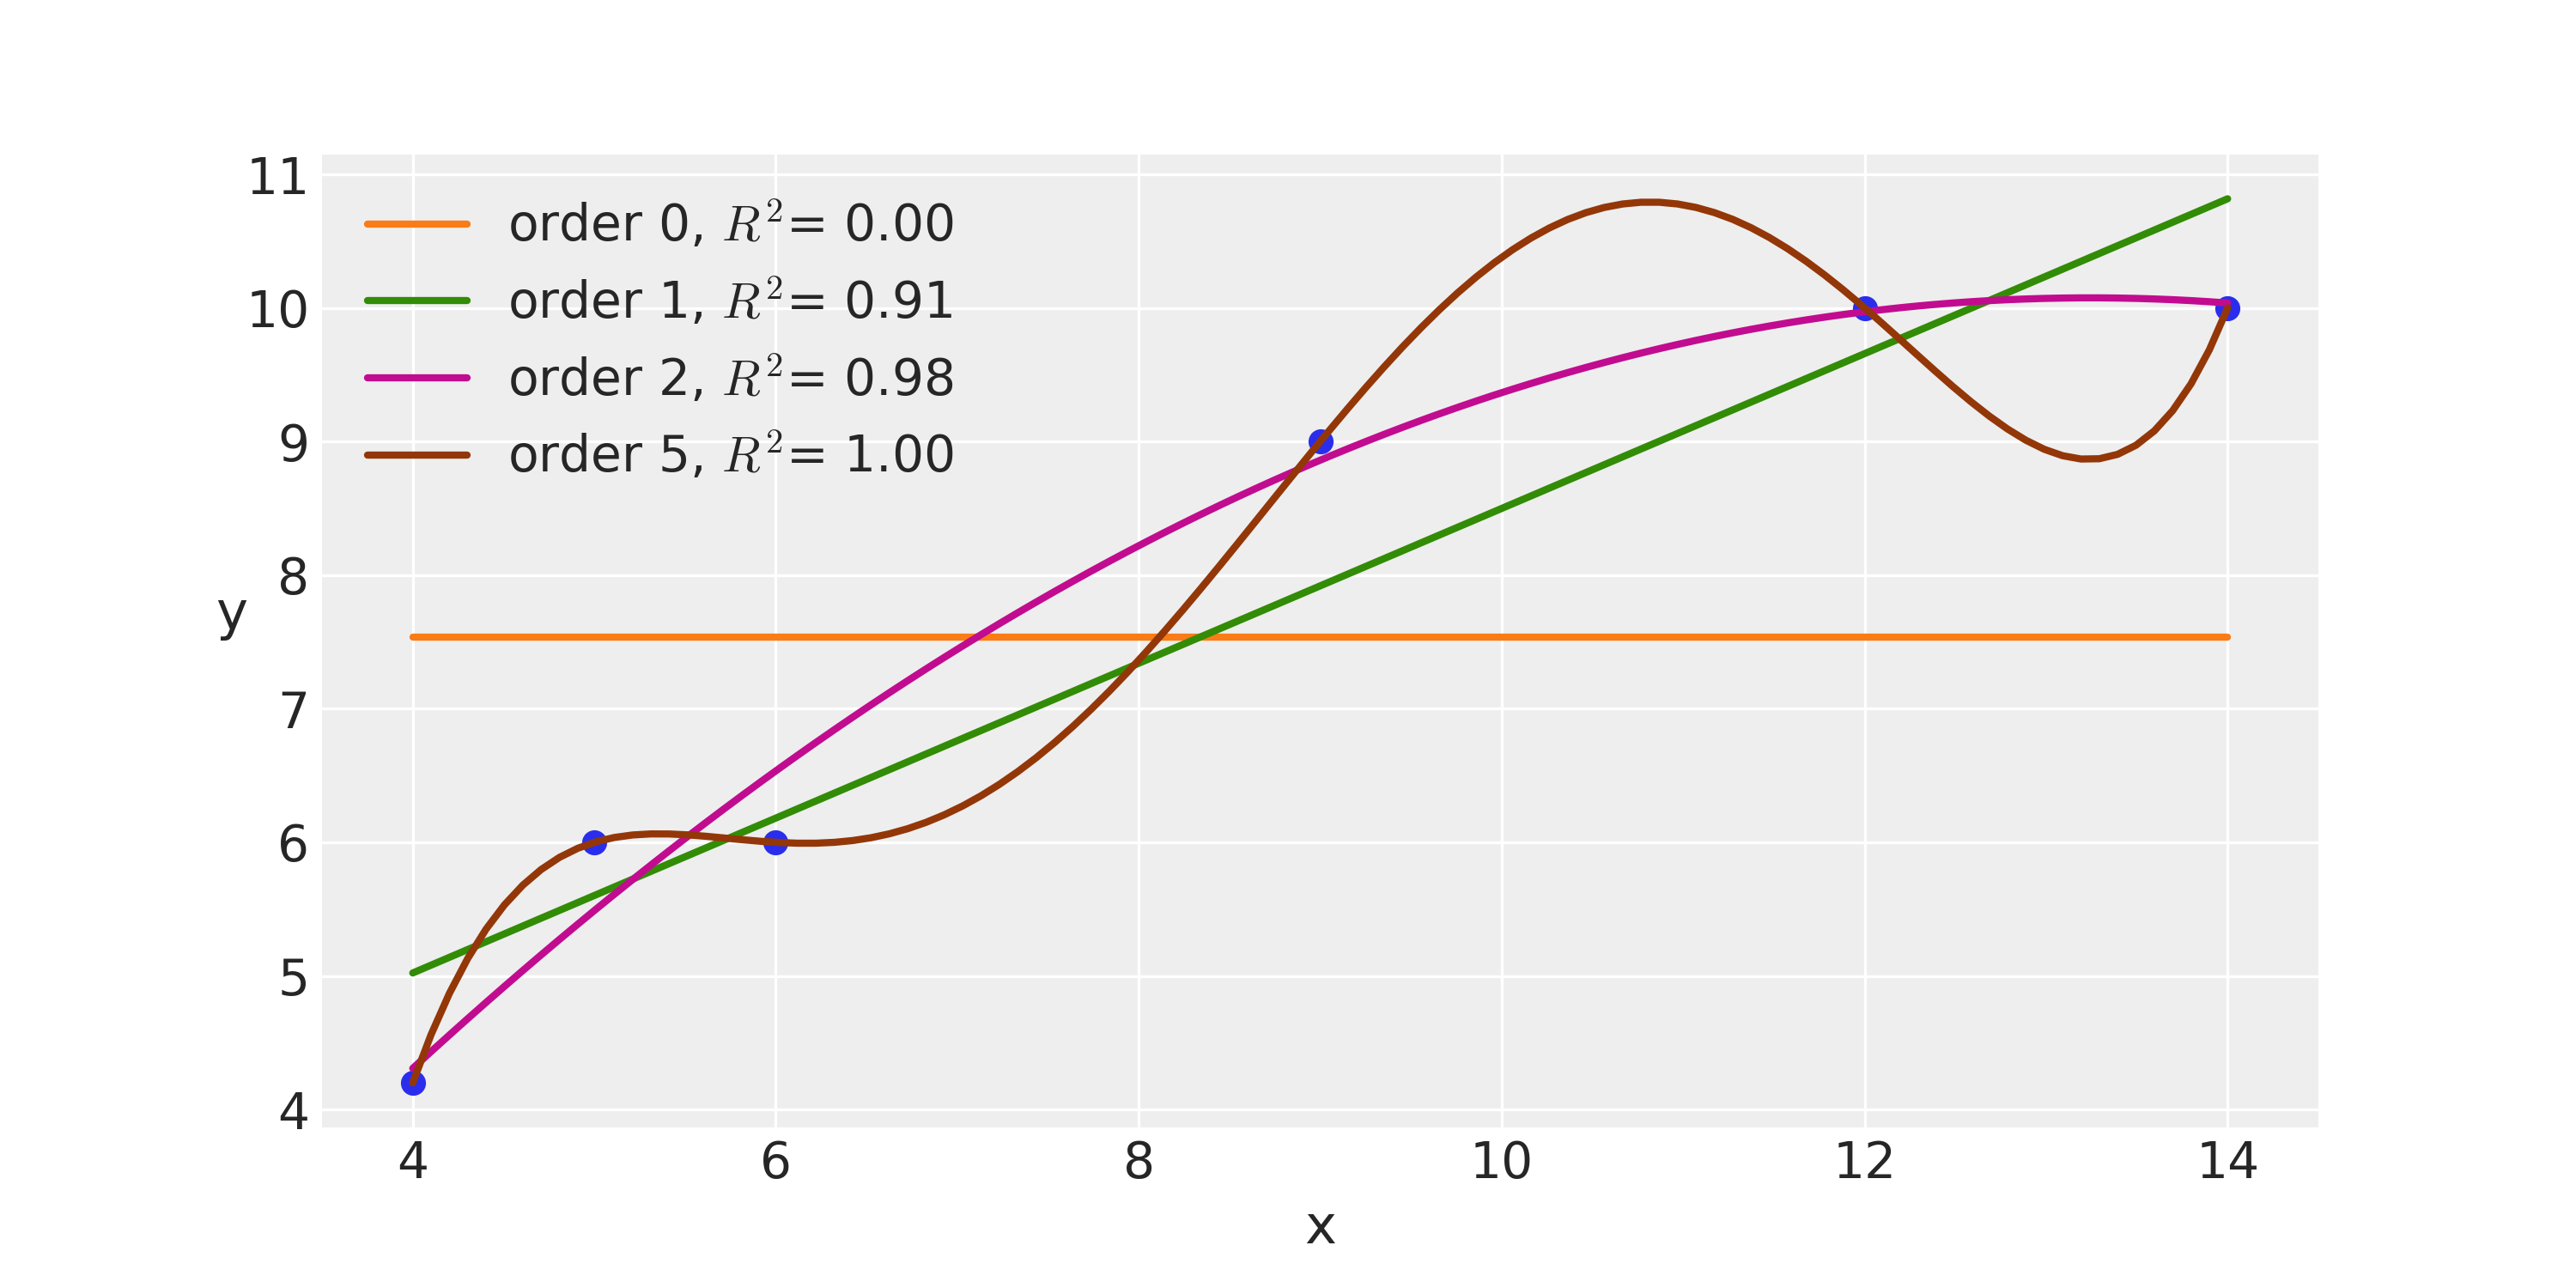 11
10
9
8
7
6
5
4
y
order 0, R²= 0.00
order 1, R²= 0.91
order 2, R²= 0.98
order 5, R²= 1.00
4 6 8 10 12 14
x